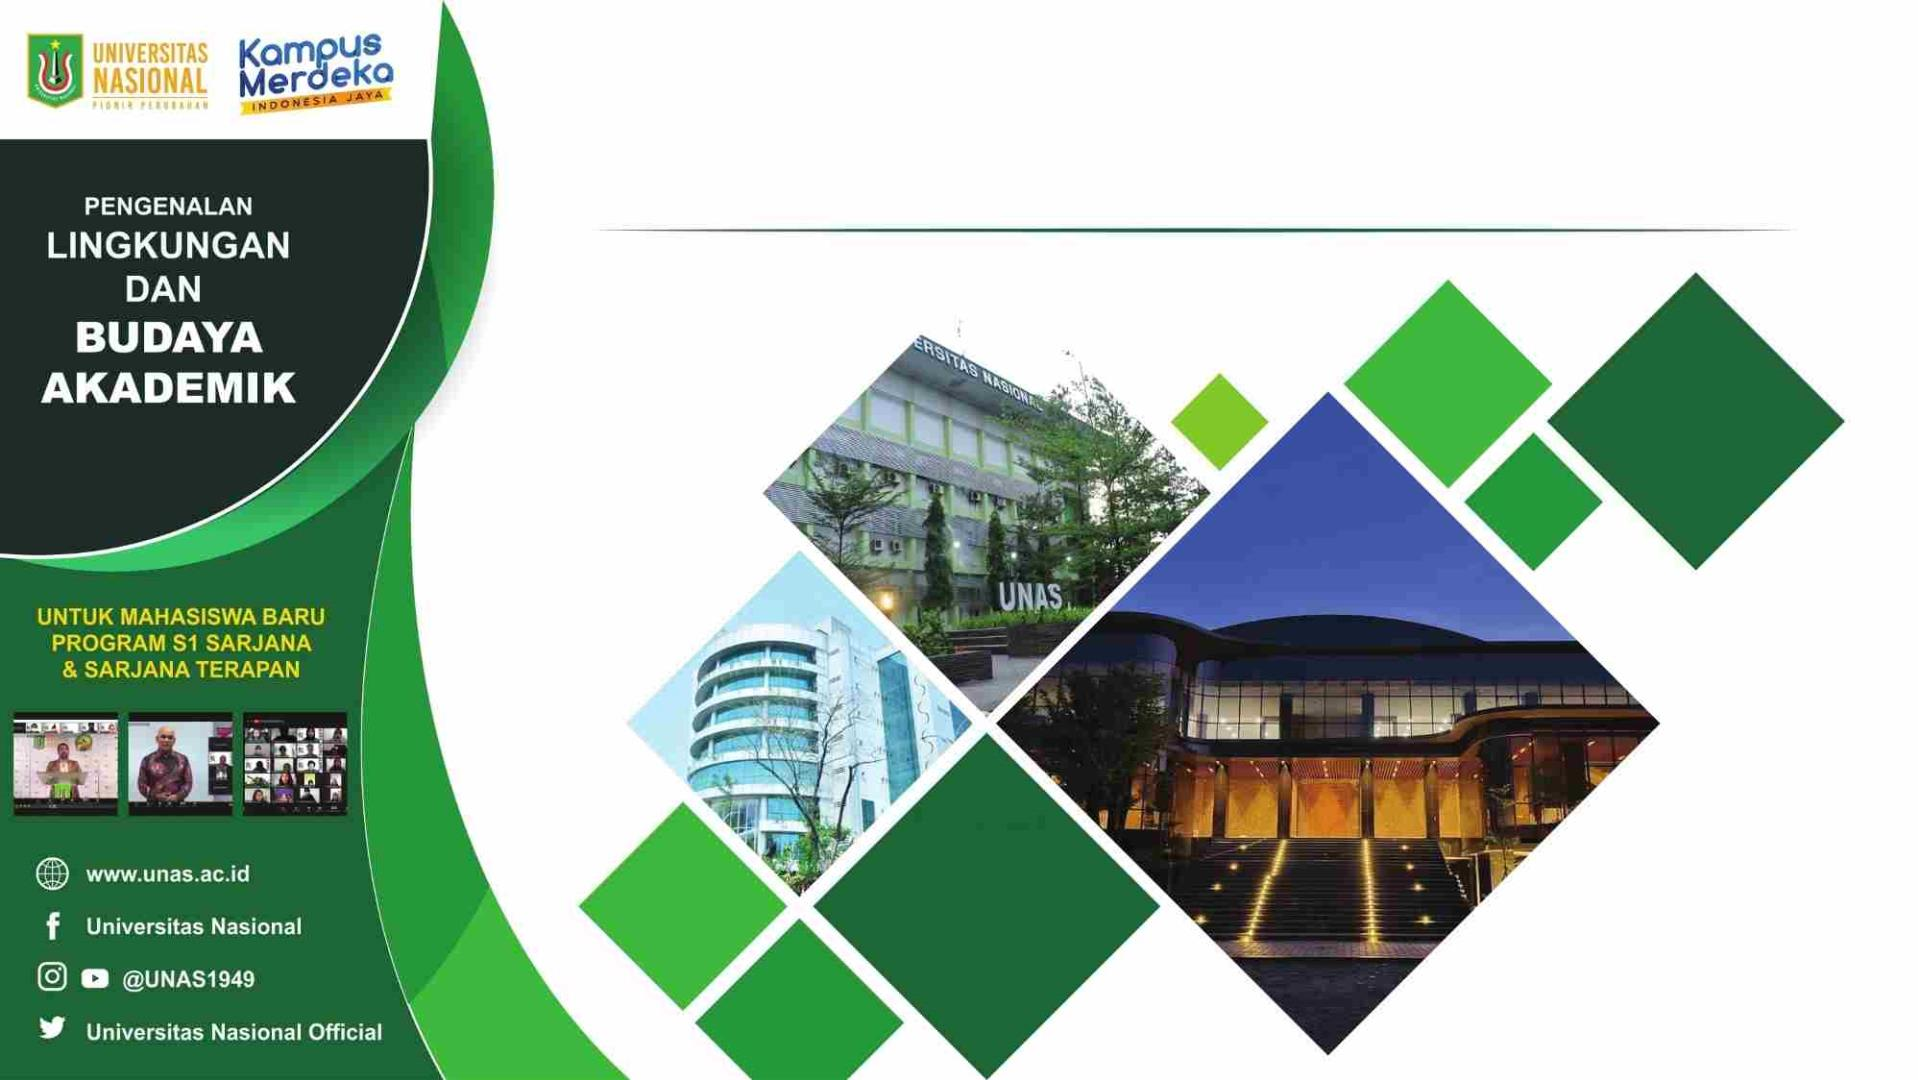 UNIVERSITAS
NASIONAL
PIONIR PERUBAHAN
Kampus
Merdeka
INDONESIA JAYA
PENGENALAN
LINGKUNGAN
DAN
BUDAYA
AKADEMIK
UNTUK MAHASISWA BARU
PROGRAM S1 SARJANA
& SARJANA TERAPAN
www.unas.ac.id
Universitas Nasional
@UNAS1949
Universitas Nasional Official
ERSITAS NASIONAL
UNAS